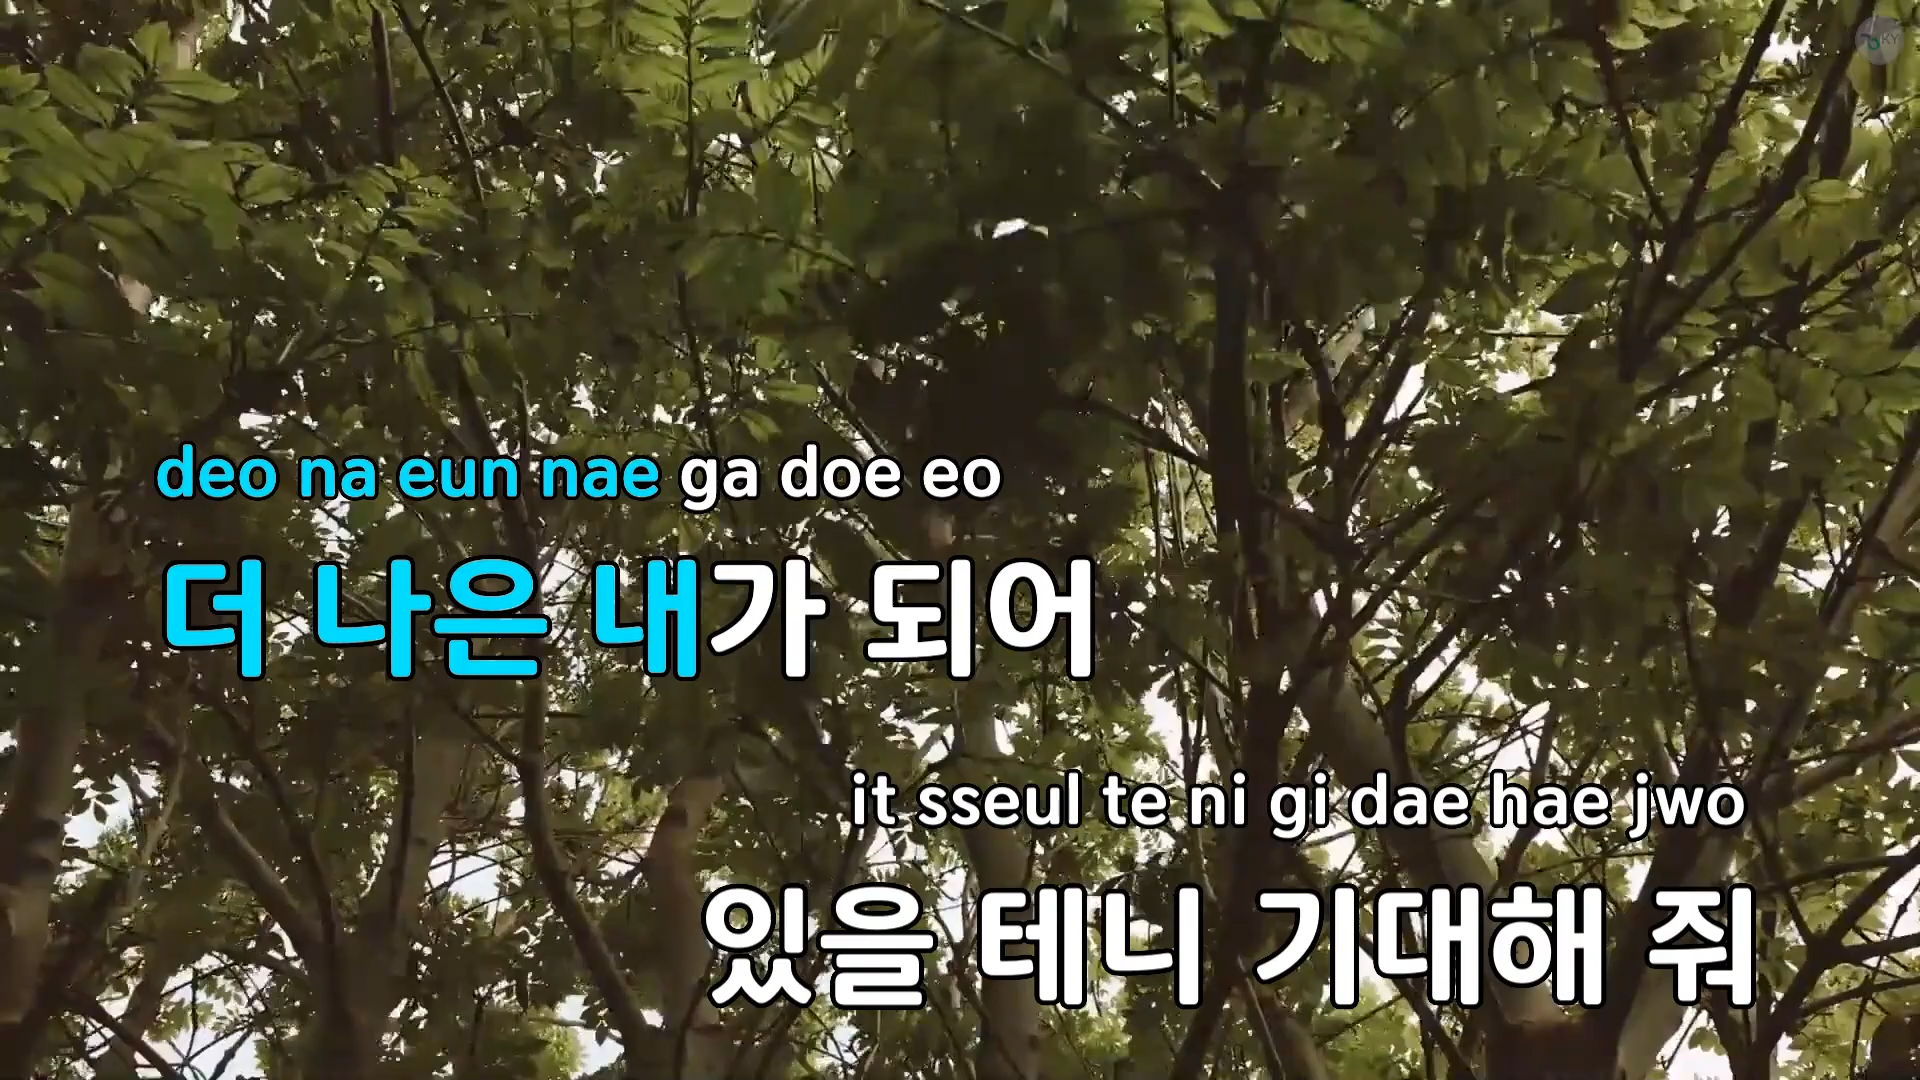 deo na eun nae ga doe eo
더 나은 내가 되어
it sseul te ni gi dae hae jwo
있을 테니 기대해 줘
KY